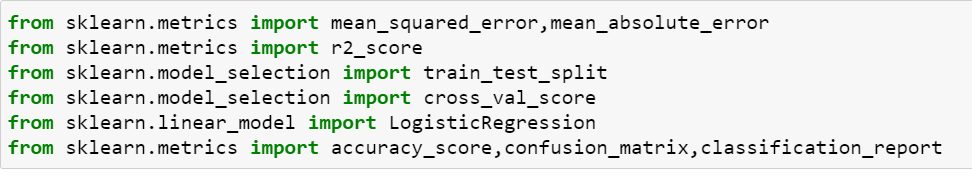 from sklearn.metrics import mean_squared_error,mean_absolute_error
from sklearn.metrics import r2_score
from sklearn.model_selection import train_test_split
from sklearn.model_selection import cross_val_score
from sklearn.linear_model import LogisticRegression
from sklearn.metrics import accuracy_score,confusion_matrix,classification_report